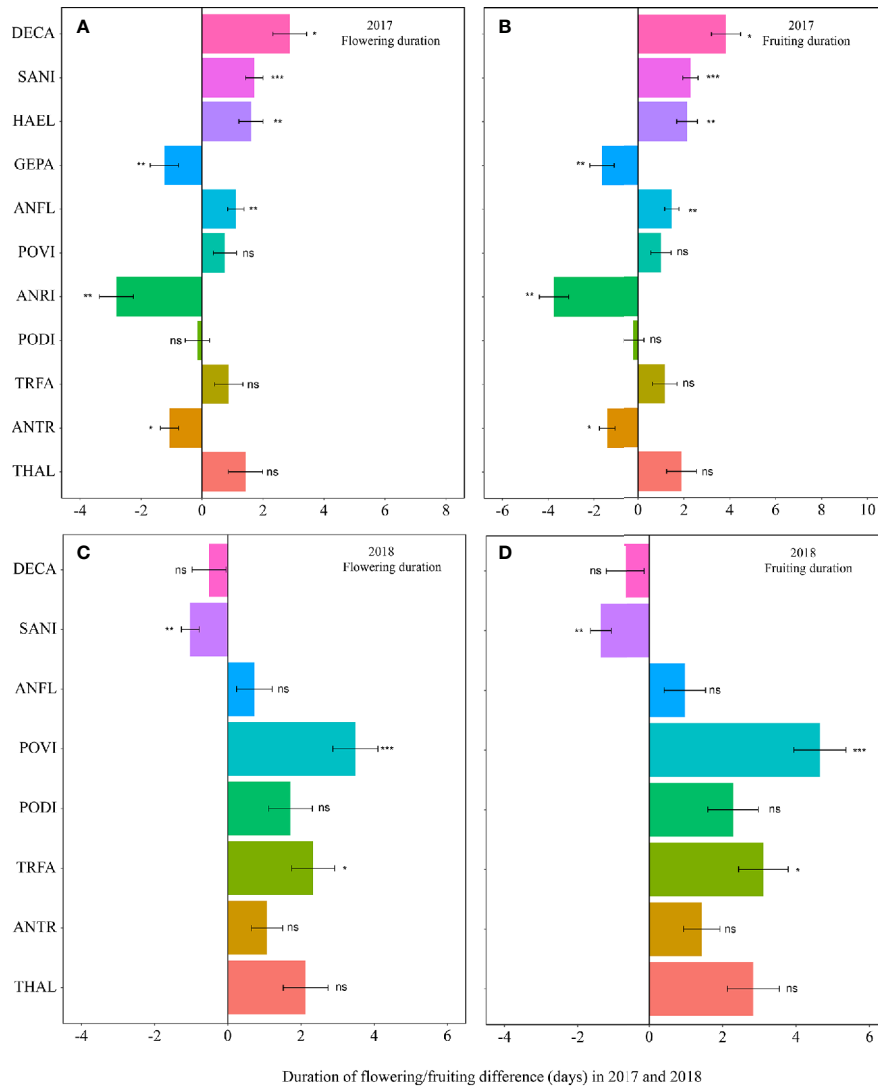 A
2017
Flowering duration
DECA *
SANI ***
HAEL **
GEPA **
ANFL **
POVI ns
ANRI **
PODI ns
TRFA ns
ANTR *
THAL ns
-4 -2 0 2 4 6 8
B
2017
Fruiting duration
*
***
**
**
**
ns
**
ns
ns
*
ns
-6 -4 -2 0 2 4 6 8 10
C
2018
Flowering duration
DECA ns
SANI **
ANFL ns
POVI ***
PODI ns
TRFA *
ANTR ns
THAL ns
-4 -2 0 2 4 6
D
2018
Fruiting duration
ns
**
ns
***
ns
*
ns
ns
-4 -2 0 2 4 6
Duration of flowering/fruiting difference (days) in 2017 and 2018